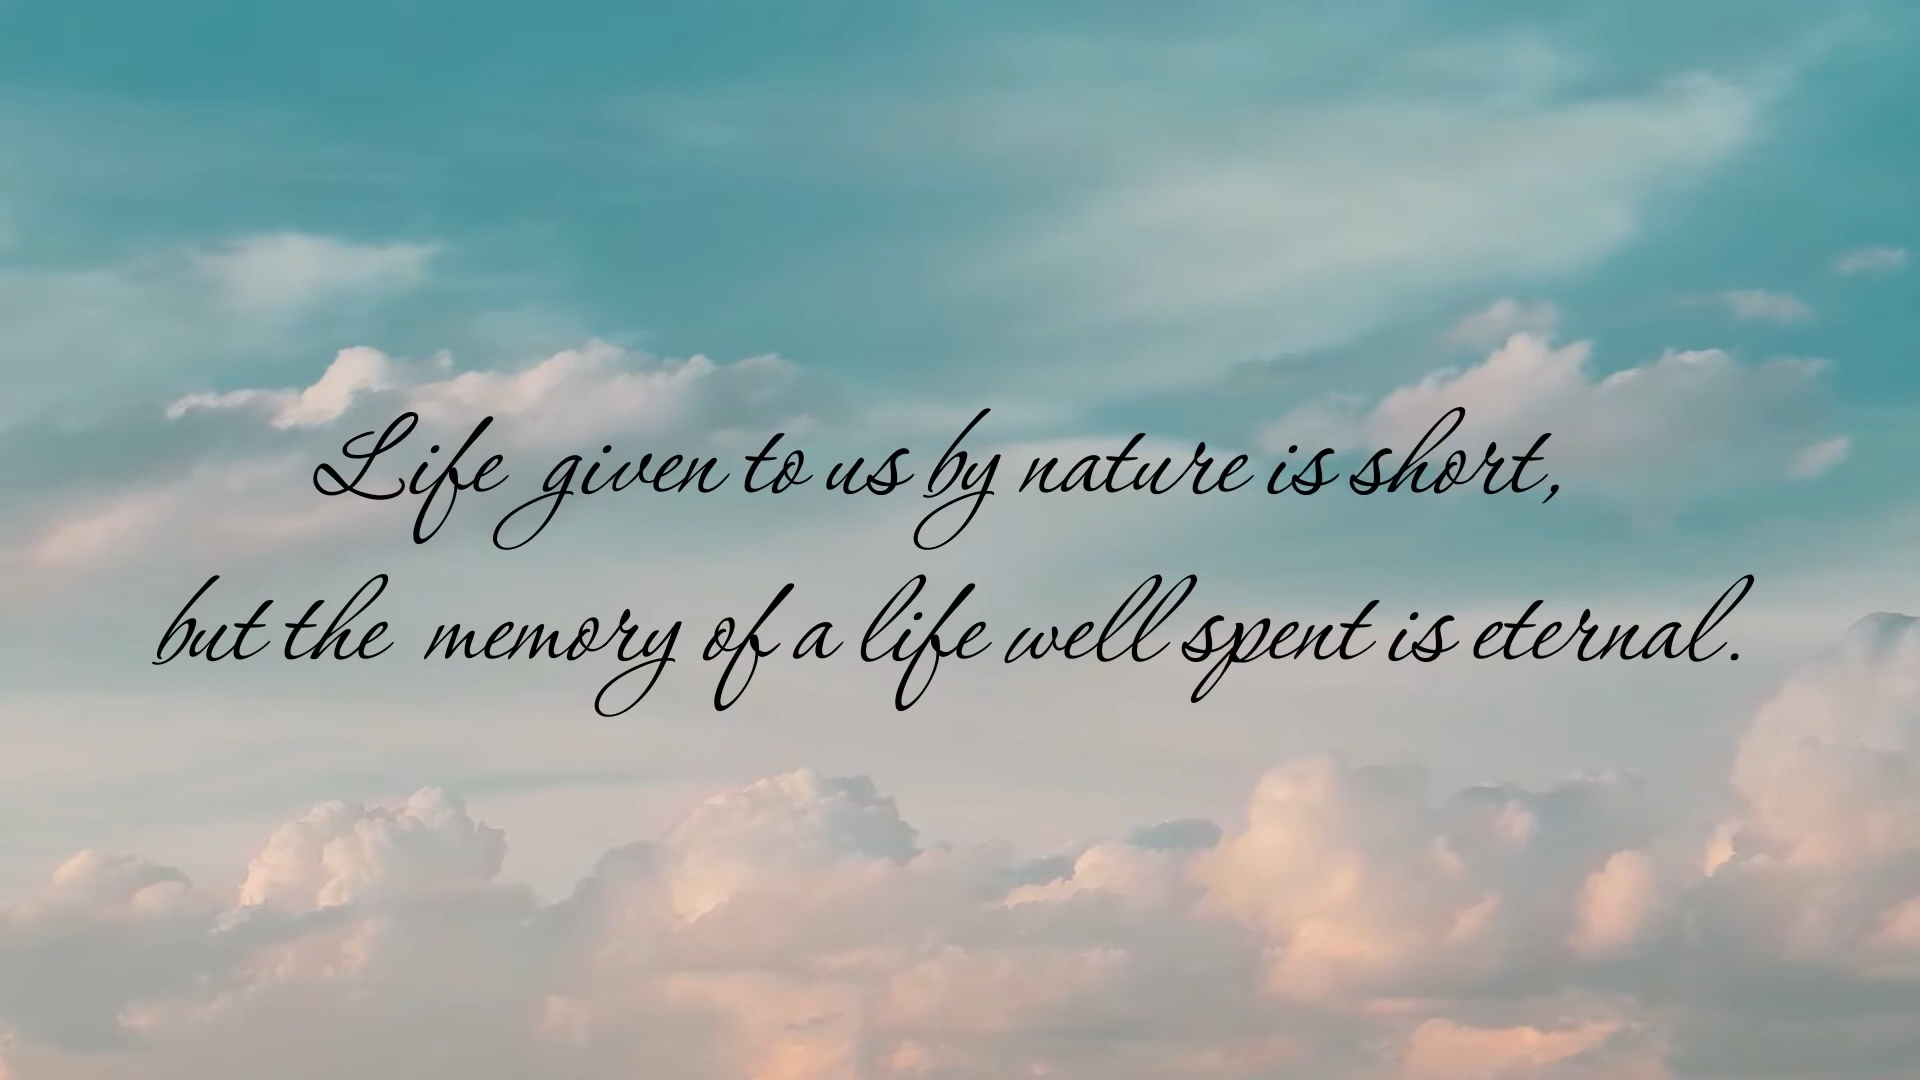 Life given to us by nature is short,
but the memory of a life well spent is eternal.